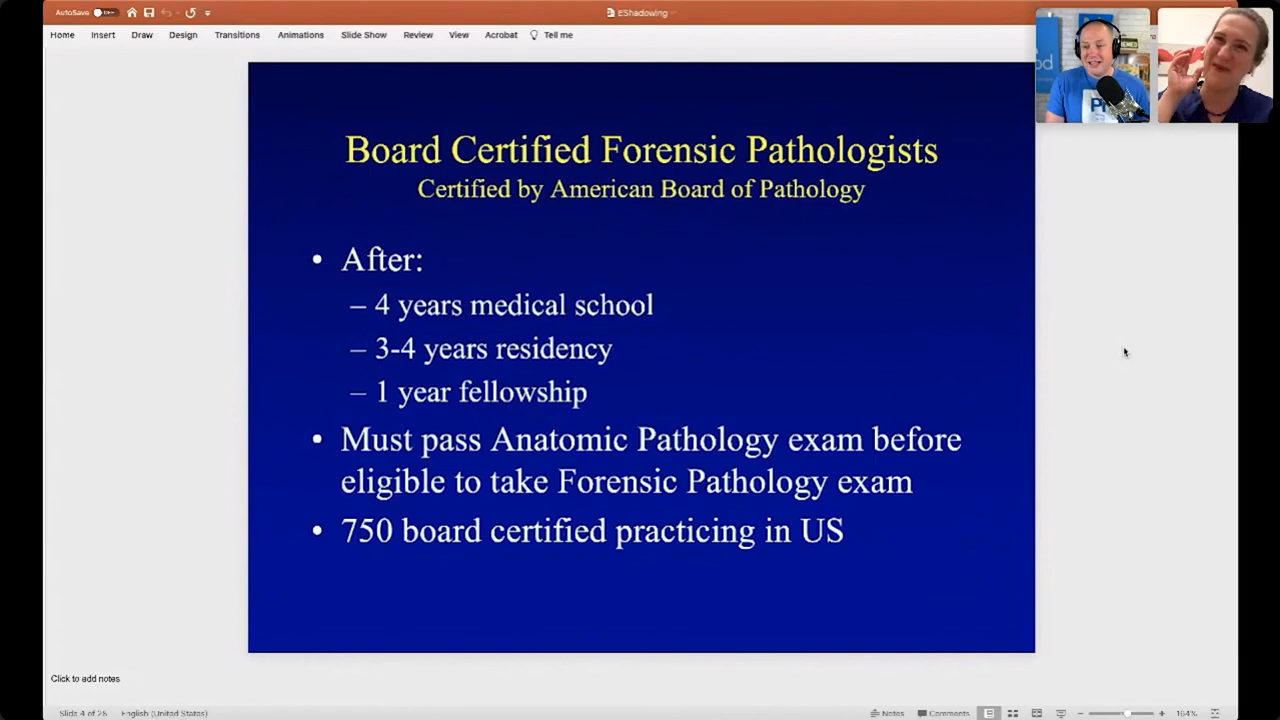 AutoSave OFF
EShadowing
Home Insert Draw Design Transitions Animations Slide Show Review View Acrobat Tell me
Board Certified Forensic Pathologists
Certified by American Board of Pathology
• After:
– 4 years medical school
– 3-4 years residency
– 1 year fellowship
• Must pass Anatomic Pathology exam before
eligible to take Forensic Pathology exam
• 750 board certified practicing in US
Click to add notes
Slide 4 of 28 English (United States) Notes Comments 164%